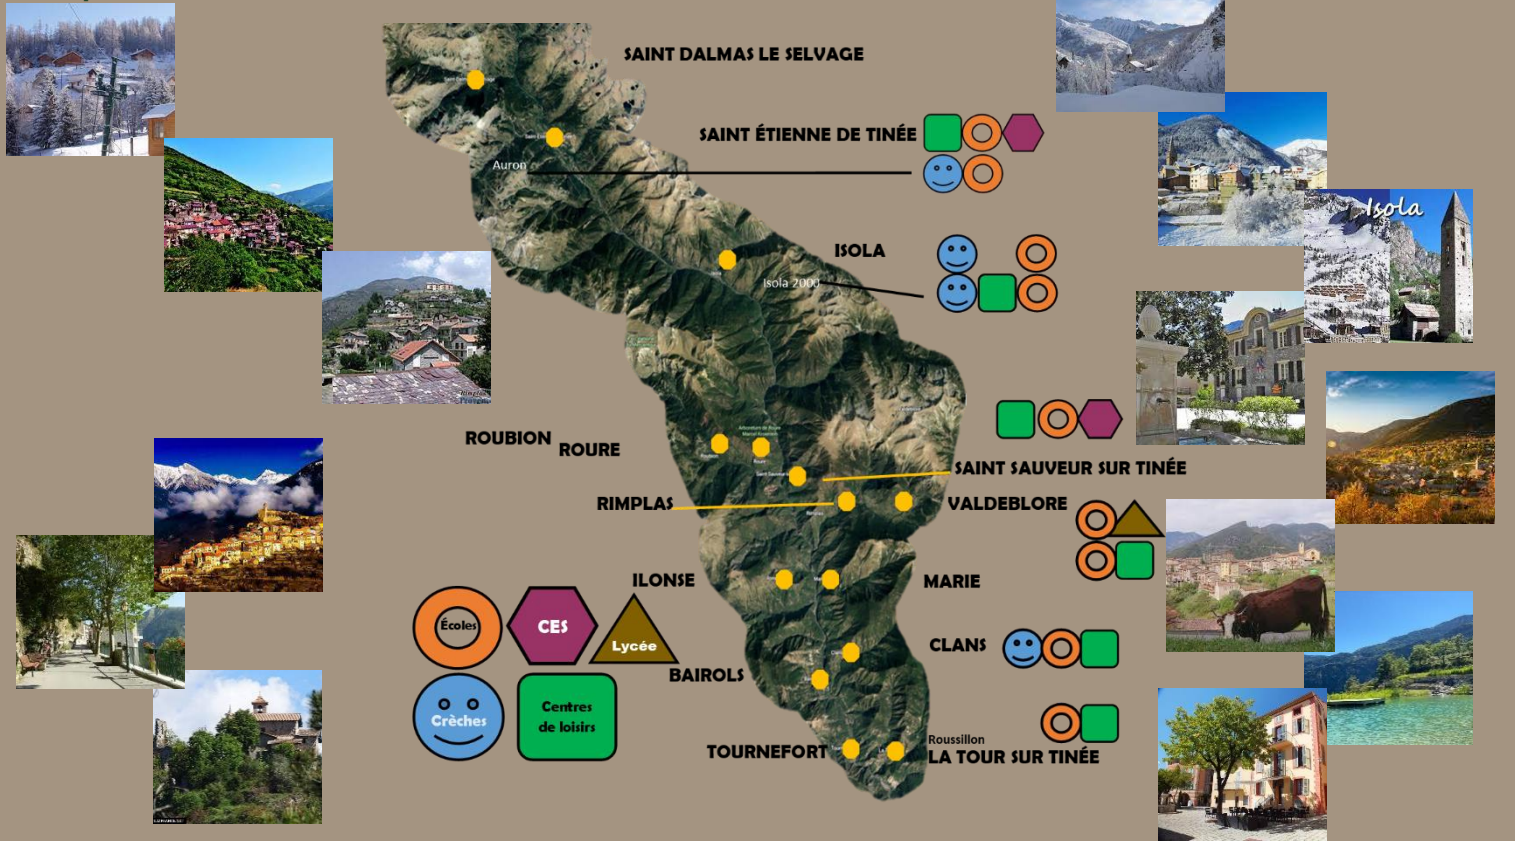 SAINT DALMAS LE SELVAGE
SAINT ÉTIENNE DE TINÉE
Auron
Isola
ISOLA
Isola 2000
ROUBION
ROURE
SAINT SAUVEUR SUR TINÉE
RIMPLAS
VALDEBLORE
ILONSE
MARIE
Écoles
CES
Lycée
CLANS
BAIROLS
Crèches
Centres
de loisirs
Roussillon
TOURNEFORT
LA TOUR SUR TINÉE